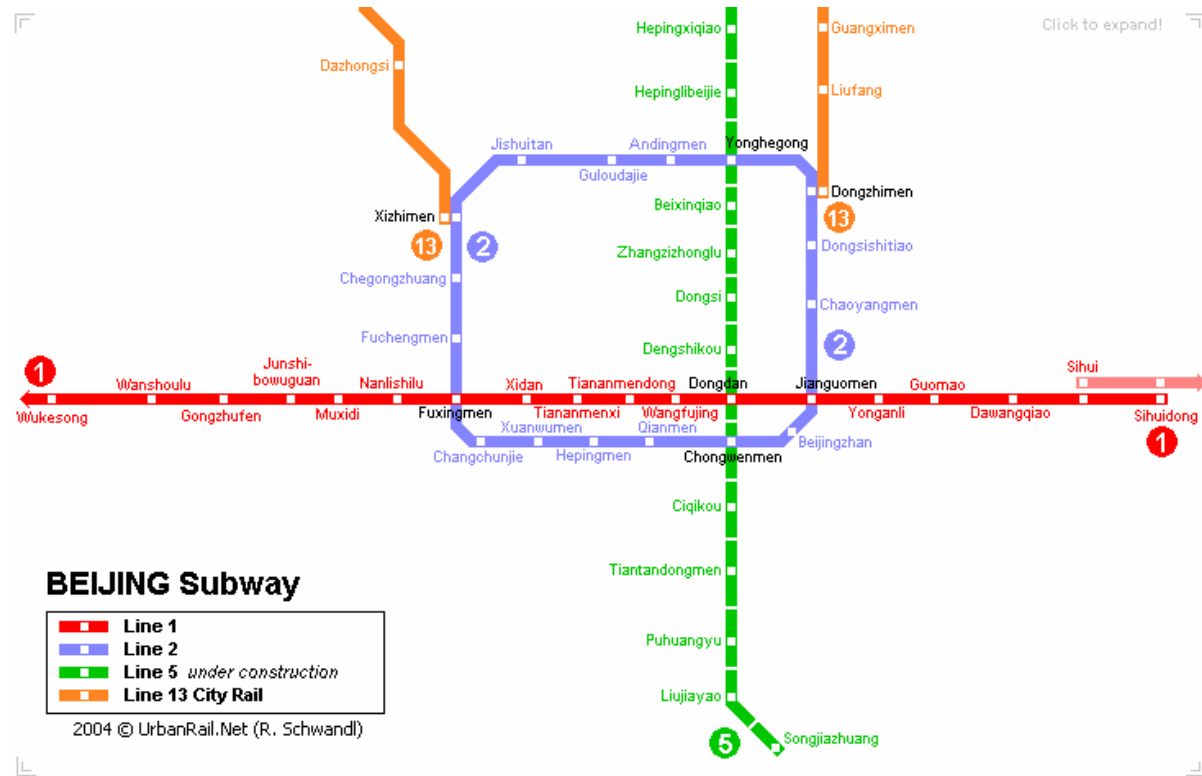 Click to expand!
Hepingxiqiao
Guangximen
Dazhongsi
Hepinglibeijie
Liufang
Jishuitan
Andingmen
Yonghegong
Guloudajie
Dongzhimen
Xizhimen
Beixinqiao
13
13
2
Dongsishitiao
Zhangzizhonglu
Chegongzhuang
Dongsi
Chaoyangmen
Fuchengmen
Dengshikou
2
1
Wanshoulu
Junshi-
bowuguan
Nanlishilu
Xidan
Tiananmendong
Dongdan
Jianguomen
Guomao
Sihui
Wukesong
Gongzhufen
Muxidi
Fuxingmen
Tiananmenxi
Wangfujing
Yonganli
Dawangqiao
Sihuidong
1
Xuanwumen
Qianmen
Beijingzhan
Changchunjie
Hepingmen
Chongwenmen
Ciqikou
Tiantandongmen
Puhuangyu
Liujiayao
5
Songjiazhuang
BEIJING Subway
Line 1
Line 2
Line 5 under construction
Line 13 City Rail
2004 © UrbanRail.Net (R. Schwandl)